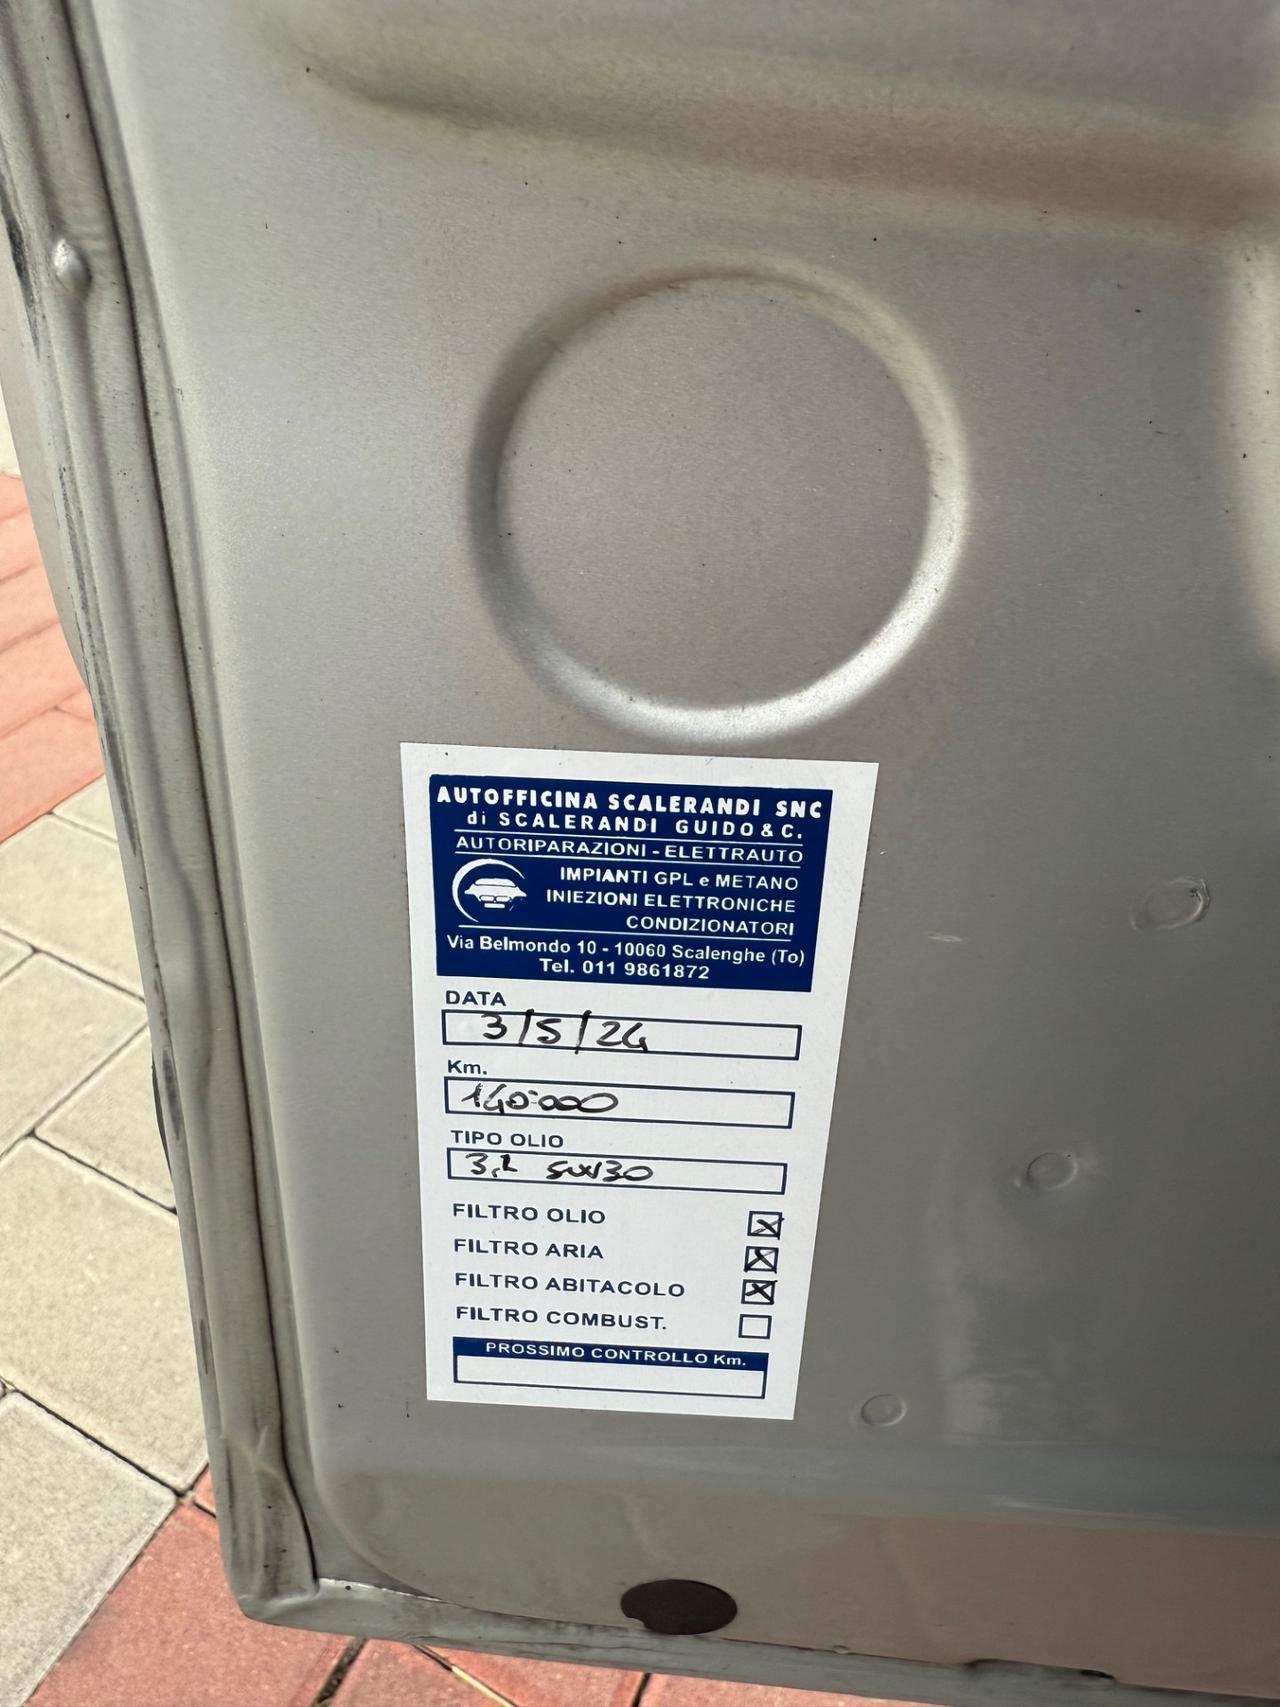 AUTOFFICINA SCALERANDI SNC
di SCALERANDI GUIDO & C.
AUTORIPARAZIONI - ELETTRAUTO
IMPIANTI GPL e METANO
INIEZIONI ELETTRONICHE
CONDIZIONATORI
Via Belmondo 10 - 10060 Scalenghe (To)
Tel. 011 9861872
DATA
3/5/24
Km.
140.000
TIPO OLIO
5W30
FILTRO OLIO
FILTRO ARIA
FILTRO ABITACOLO
FILTRO COMBUST.
PROSSIMO CONTROLLO Km.